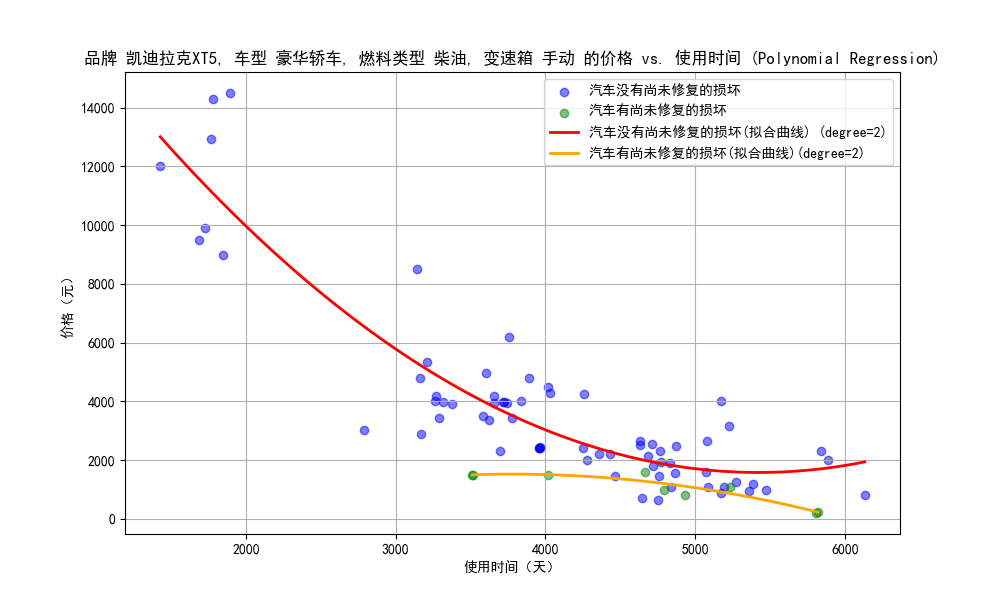 品牌 凯迪拉克XT5, 车型 豪华轿车, 燃料类型 柴油, 变速箱 手动 的价格 vs. 使用时间 (Polynomial Regression)
汽车没有尚未修复的损坏
汽车有尚未修复的损坏
汽车没有尚未修复的损坏(拟合曲线) (degree=2)
汽车有尚未修复的损坏(拟合曲线)(degree=2)
价格（元）
14000
12000
10000
8000
6000
4000
2000
0
2000 3000 4000 5000 6000
使用时间（天）